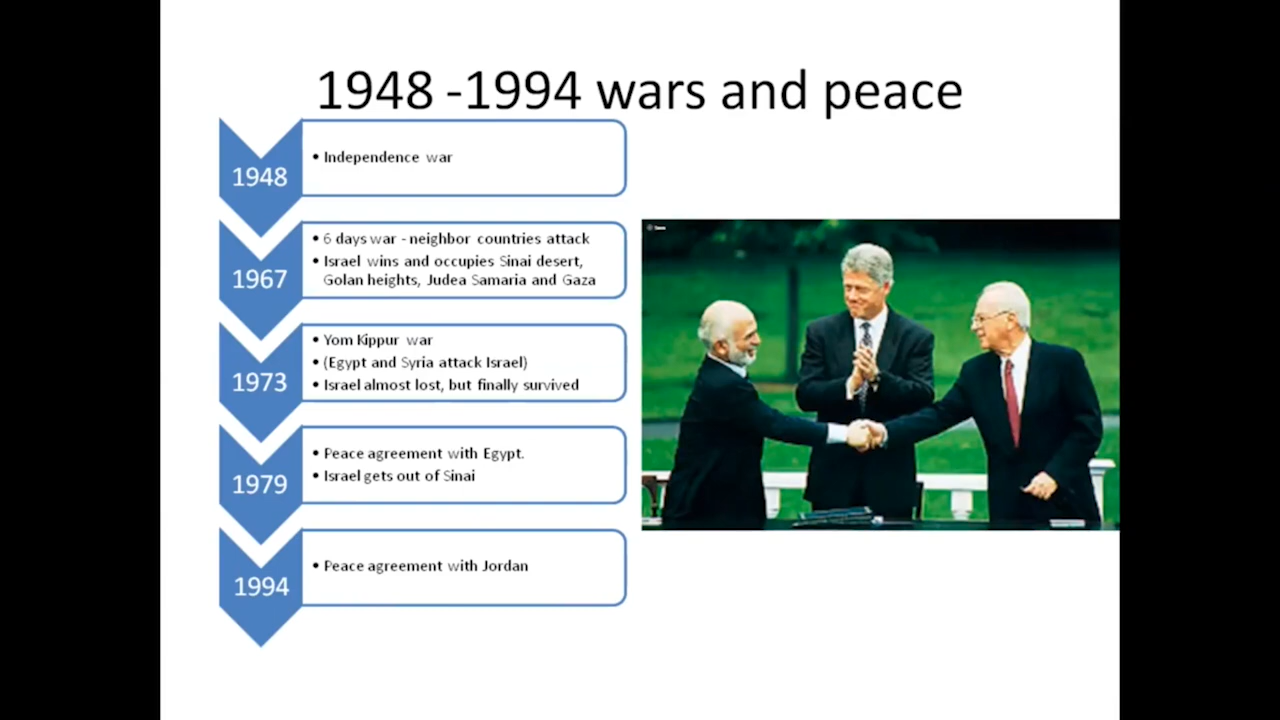 1948 -1994 wars and peace
1948
• Independence war
1967
• 6 days war - neighbor countries attack
• Israel wins and occupies Sinai desert,
Golan heights, Judea Samaria and Gaza
1973
• Yom Kippur war
• (Egypt and Syria attack Israel)
• Israel almost lost, but finally survived
1979
• Peace agreement with Egypt.
• Israel gets out of Sinai
1994
• Peace agreement with Jordan